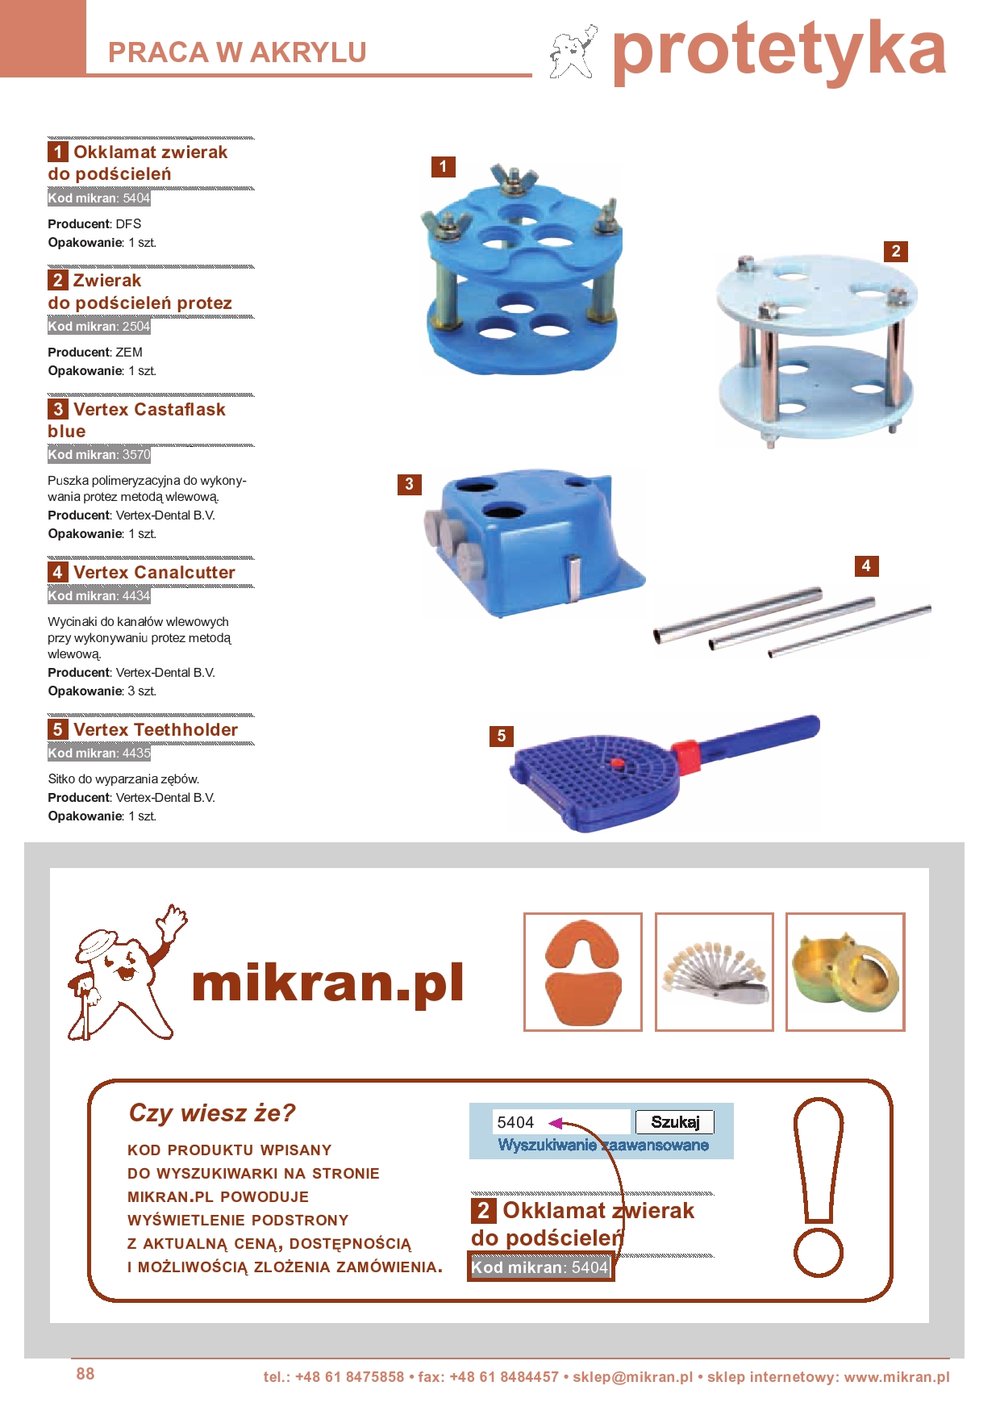 PRACA W AKRYLU
protetyka
1 Okklamat zwierak
do podścieleń
Kod mikran: 5404
Producent: DFS
Opakowanie: 1 szt.
2 Zwierak
do podścieleń protez
Kod mikran: 2504
Producent: ZEM
Opakowanie: 1 szt.
3 Vertex Castaflask
blue
Kod mikran: 3570
Puszka polimeryzacyjna do wykony-
wania protez metodą wlewową.
Producent: Vertex-Dental B.V.
Opakowanie: 1 szt.
4 Vertex Canalcutter
Kod mikran: 4434
Wycinaki do kanałów wlewowych
przy wykonywaniu protez metodą
wlewową.
Producent: Vertex-Dental B.V.
Opakowanie: 3 szt.
5 Vertex Teethholder
Kod mikran: 4435
Sitko do wyparzania zębów.
Producent: Vertex-Dental B.V.
Opakowanie: 1 szt.
1
2
3
4
5
mikran.pl
Czy wiesz że?
KOD PRODUKTU WPISANY
DO WYSZUKIWARKI NA STRONIE
MIKRAN.PL POWODUJE
WYŚWIETLENIE PODSTRONY
Z AKTUALNĄ CENĄ, DOSTĘPNOŚCIĄ
I MOŻLIWOŚCIĄ ZŁOŻENIA ZAMÓWIENIA.
5404 Szukaj
Wyszukiwanie zaawansowane
2 Okklamat zwierak
do podścieleń
Kod mikran: 5404
88
tel.: +48 61 8475858 • fax: +48 61 8484457 • sklep@mikran.pl • sklep internetowy: www.mikran.pl